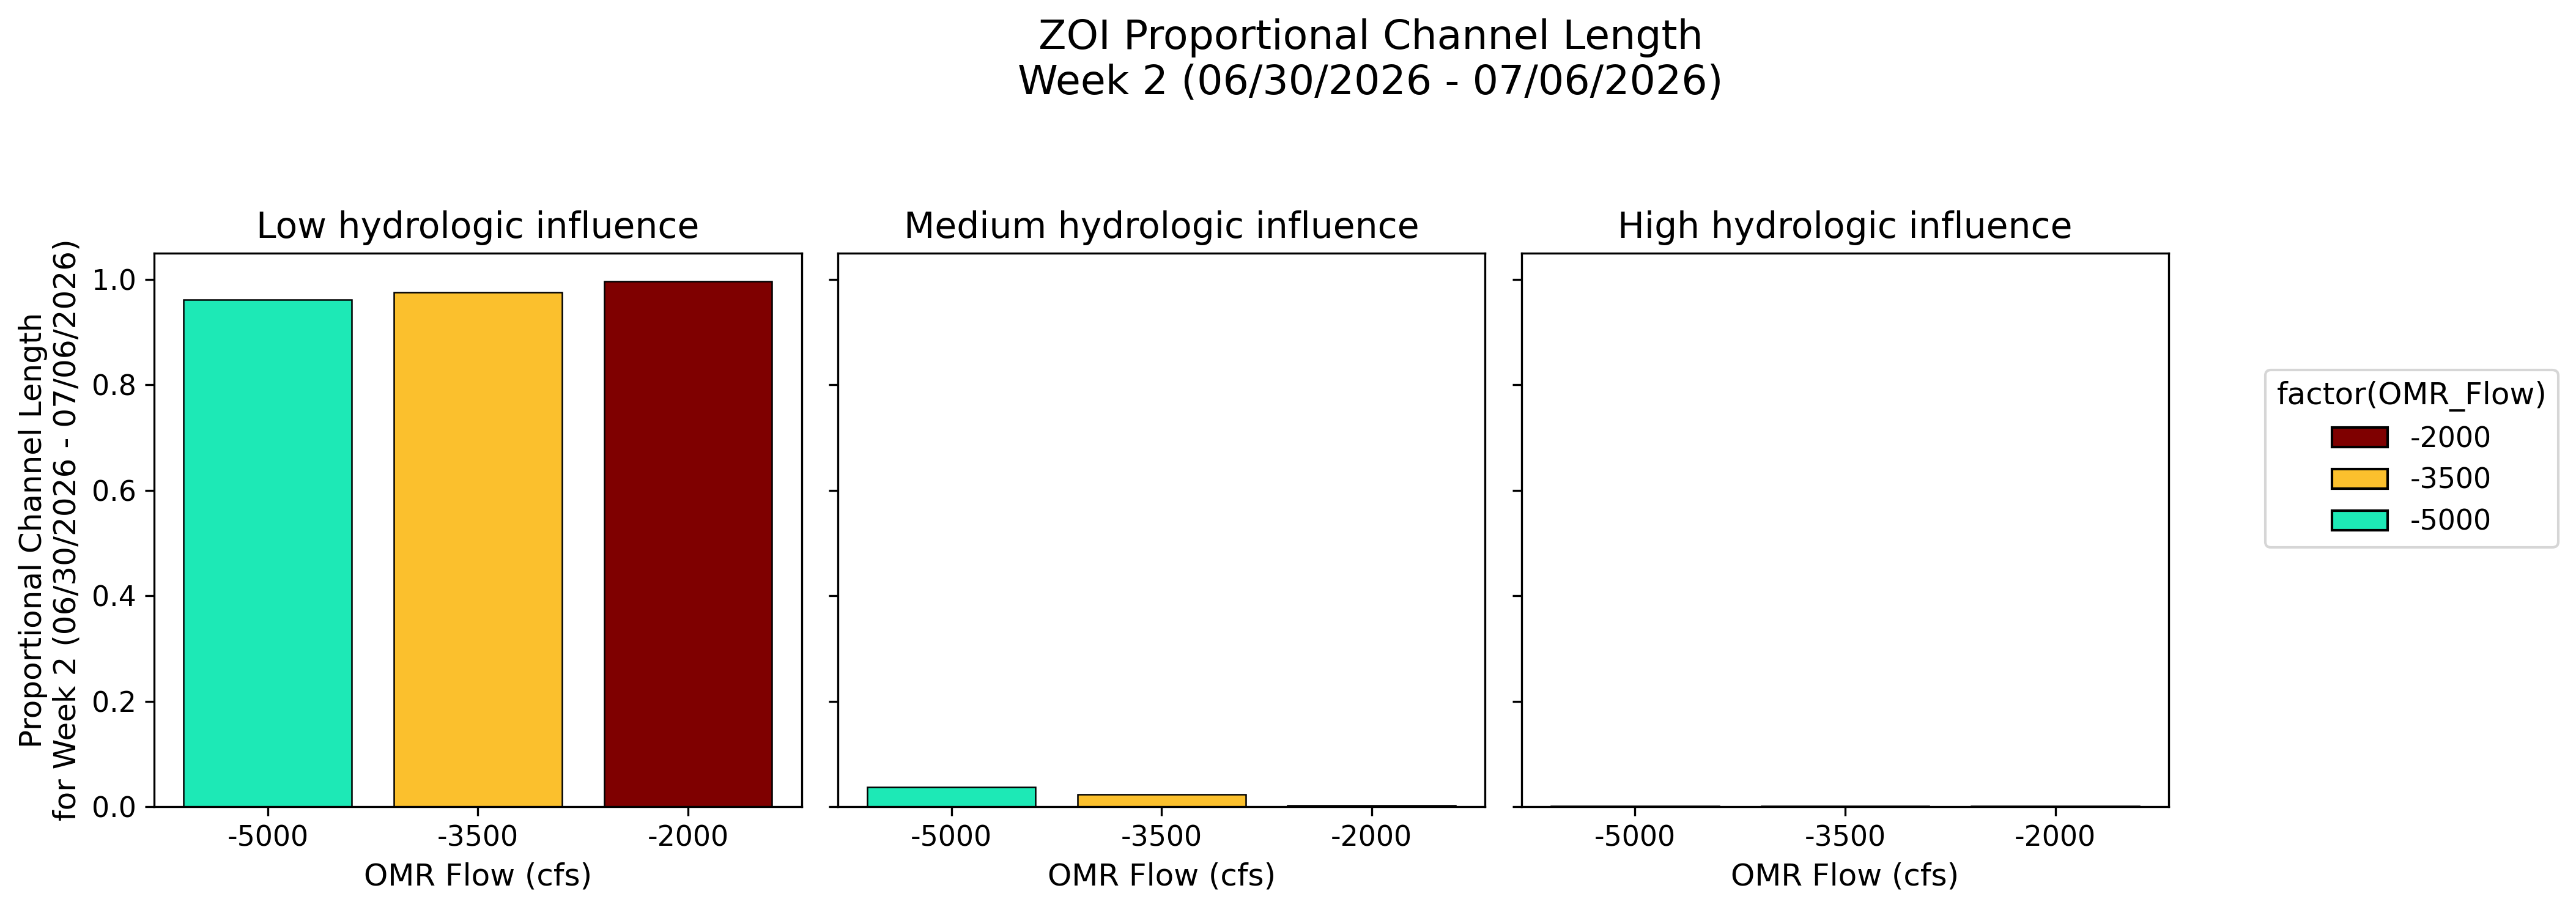 ZOI Proportional Channel Length
Week 2 (06/30/2026 - 07/06/2026)
Low hydrologic influence
Medium hydrologic influence
High hydrologic influence
Proportional Channel Length
for Week 2 (06/30/2026 - 07/06/2026)
1.0
0.8
0.6
0.4
0.2
0.0
-5000
-3500
-2000
OMR Flow (cfs)
-5000
-3500
-2000
OMR Flow (cfs)
-5000
-3500
-2000
OMR Flow (cfs)
factor(OMR_Flow)
-2000
-3500
-5000